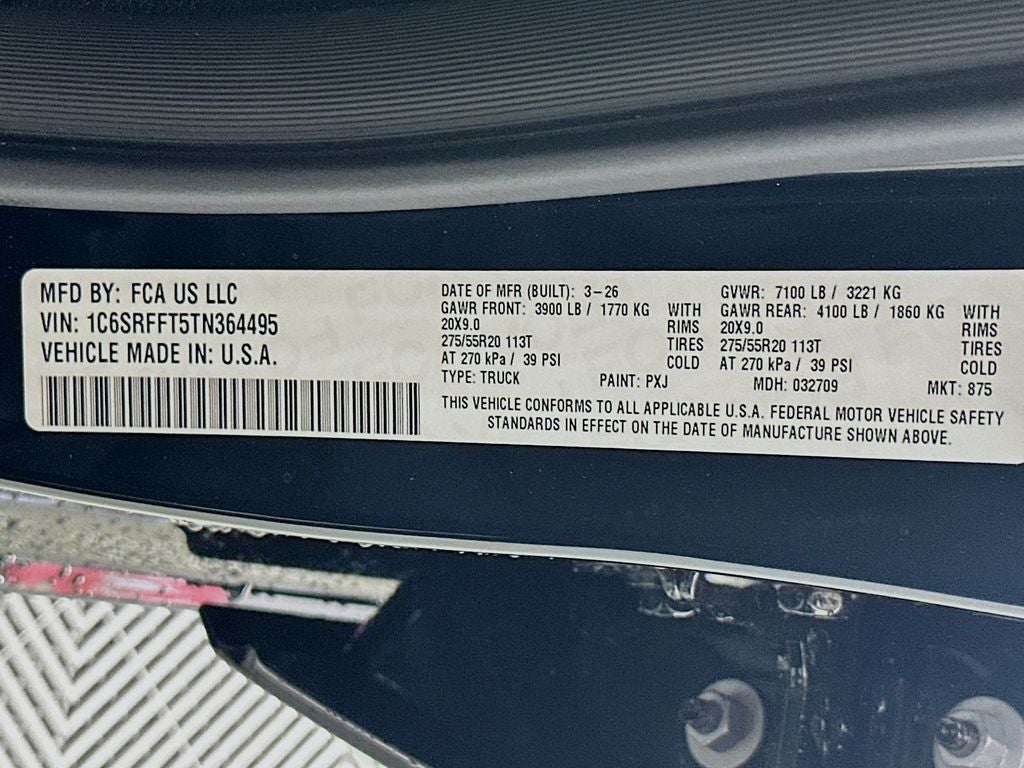 MFD BY: FCA US LLC
VIN: 1C6SRFFT5TN364495
VEHICLE MADE IN: U.S.A.
DATE OF MFR (BUILT): 3-26 GVWR: 7100 LB / 3221 KG
GAWR FRONT: 3900 LB / 1770 KG WITH GAWR REAR: 4100 LB / 1860 KG WITH
20X9.0 RIMS 20X9.0 RIMS
275/55R20 113T TIRES 275/55R20 113T TIRES
AT 270 kPa / 39 PSI COLD AT 270 kPa / 39 PSI COLD
TYPE: TRUCK PAINT: PXJ MDH: 032709 MKT: 875
THIS VEHICLE CONFORMS TO ALL APPLICABLE U.S.A. FEDERAL MOTOR VEHICLE SAFETY
STANDARDS IN EFFECT ON THE DATE OF MANUFACTURE SHOWN ABOVE.